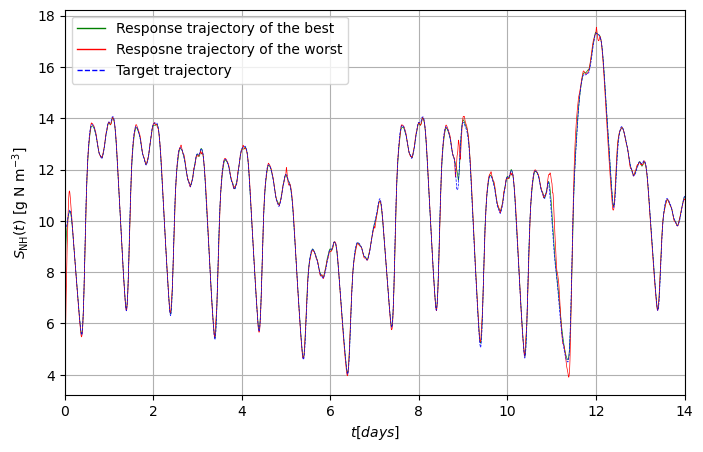 Response trajectory of the best
Resposne trajectory of the worst
Target trajectory
18
16
14
12
10
8
6
4
S_NH(t) [g N m⁻³]
0 2 4 6 8 10 12 14
t[days]